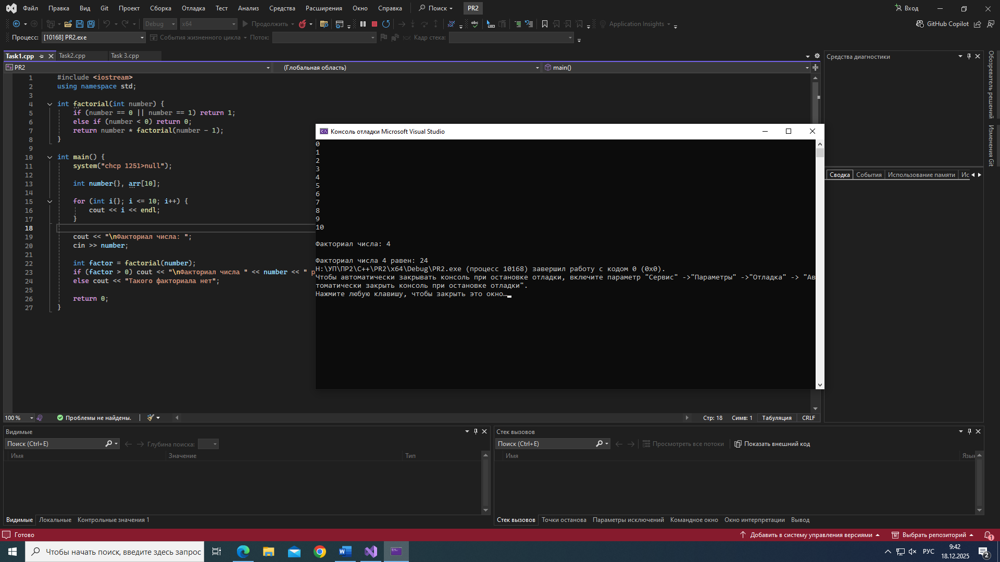 Файл Правка Вид Git Проект Сборка Отладка Тест Анализ Средства Расширения Окно Справка Поиск PR2 Вход
Debug x64 Продолжить Application Insights GitHub Copilot
Процесс: [10168] PR2.exe События жизненного цикла Поток: Кадр стека:
Task1.cpp Task2.cpp Task 3.cpp
PR2 (Глобальная область) main()
1 #include <iostream>
2 using namespace std;
3
4 int factorial(int number) {
5 if (number == 0 || number == 1) return 1;
6 else if (number < 0) return 0;
7 return number * factorial(number - 1);
8 }
9
10 int main() {
11 system("chcp 1251>null");
12
13 int number{}, arr[10];
14
15 for (int i{}; i <= 10; i++) {
16 cout << i << endl;
17 }
18
19 cout << "\nФакториал числа: ";
20 cin >> number;
21
22 int factor = factorial(number);
23 if (factor > 0) cout << "\nФакториал числа " << number << " р
24 else cout << "Такого факториала нет";
25
26 return 0;
27 }
Консоль отладки Microsoft Visual Studio
0
1
2
3
4
5
6
7
8
9
10
Факториал числа: 4
Факториал числа 4 равен: 24
H:\УП\ПР2\C++\PR2\x64\Debug\PR2.exe (процесс 10168) завершил работу с кодом 0 (0x0).
Чтобы автоматически закрывать консоль при остановке отладки, включите параметр "Сервис" ->"Параметры" ->"Отладка" -> "Ав
томатически закрыть консоль при остановке отладки".
Нажмите любую клавишу, чтобы закрыть это окно…
Средства диагностики
Сводка События Использование памяти Ис
Обозреватель решений
Изменения Git
100 % Проблемы не найдены. Стр: 18 Симв: 1 Табуляция CRLF
Видимые
Поиск (Ctrl+E) Глубина поиска:
Имя Значение Тип
Видимые Локальные Контрольные значения 1
Стек вызовов
Поиск (Ctrl+E) Просмотреть все потоки Показать внешний код
Имя Язык
Стек вызовов Точки останова Параметры исключений Командное окно Окно интерпретации Вывод
Готово Добавить в систему управления версиями Выбрать репозиторий 1
Чтобы начать поиск, введите здесь запрос РУС 9:42
18.12.2025 2